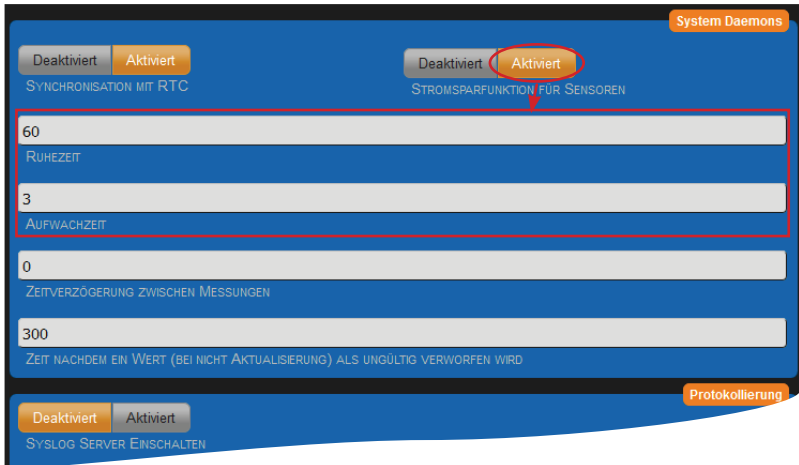 System Daemons
Deaktiviert Aktiviert
Synchronisation mit RTC
Deaktiviert Aktiviert
Stromsparfunktion für Sensoren
60
Ruhezeit
3
Aufwachzeit
0
Zeitverzögerung zwischen Messungen
300
Zeit nachdem ein Wert (bei nicht Aktualisierung) als ungültig verworfen wird
Protokollierung
Deaktiviert Aktiviert
Syslog Server Einschalten